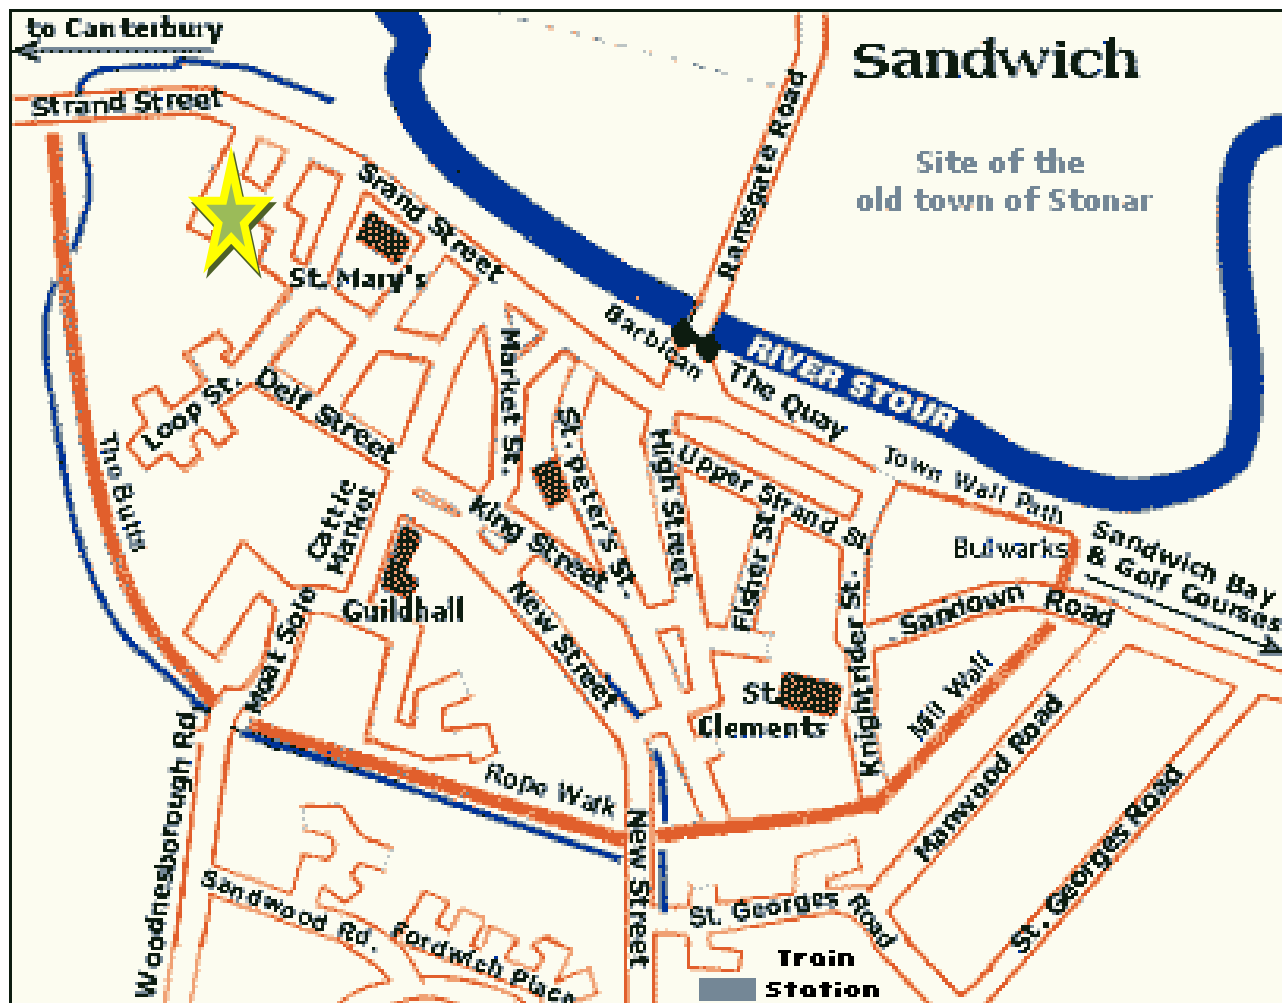 to Canterbury
Sandwich
Strand Street
Ramsgate Road
Site of the
old town of Stonar
Srand Street
St. Mary's
Barbican
RIVER STOUR
The Quay
Market St.
Loop St.
Delf Street
St. Peter's St.
High Street
Upper Strand St.
Town Wall Path
The Butts
Cattle
Market
King Street
Fisher St.
Bulwarks
Sandwich Bay
& Golf Courses
Guildhall
New Street
Knightrider St.
Sandown Road
Moat Sole
St.
Clements
Mill Wall
Woodnesborough Rd.
Rope Walk
Manwood Road
St. Georges Road
New Street
Sandwood Rd.
Fordwich Place
St. Georges Road
Train
Station